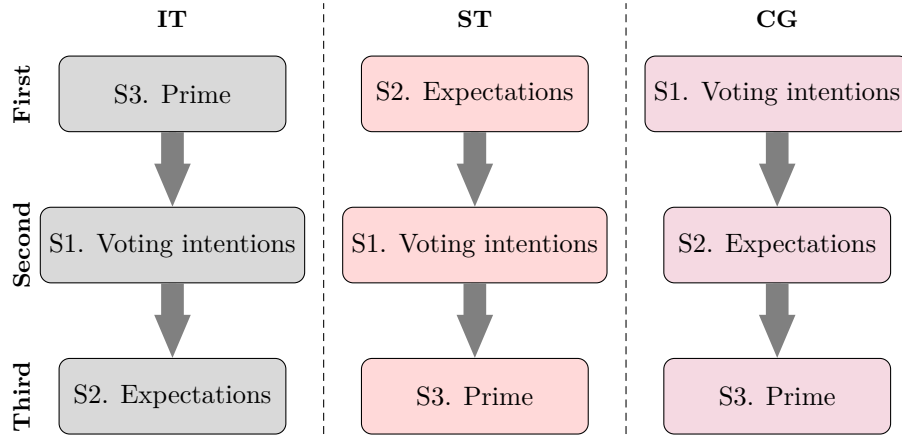 IT ST CG
First
S3. Prime
S2. Expectations
S1. Voting intentions
Second
S1. Voting intentions
S1. Voting intentions
S2. Expectations
Third
S2. Expectations
S3. Prime
S3. Prime